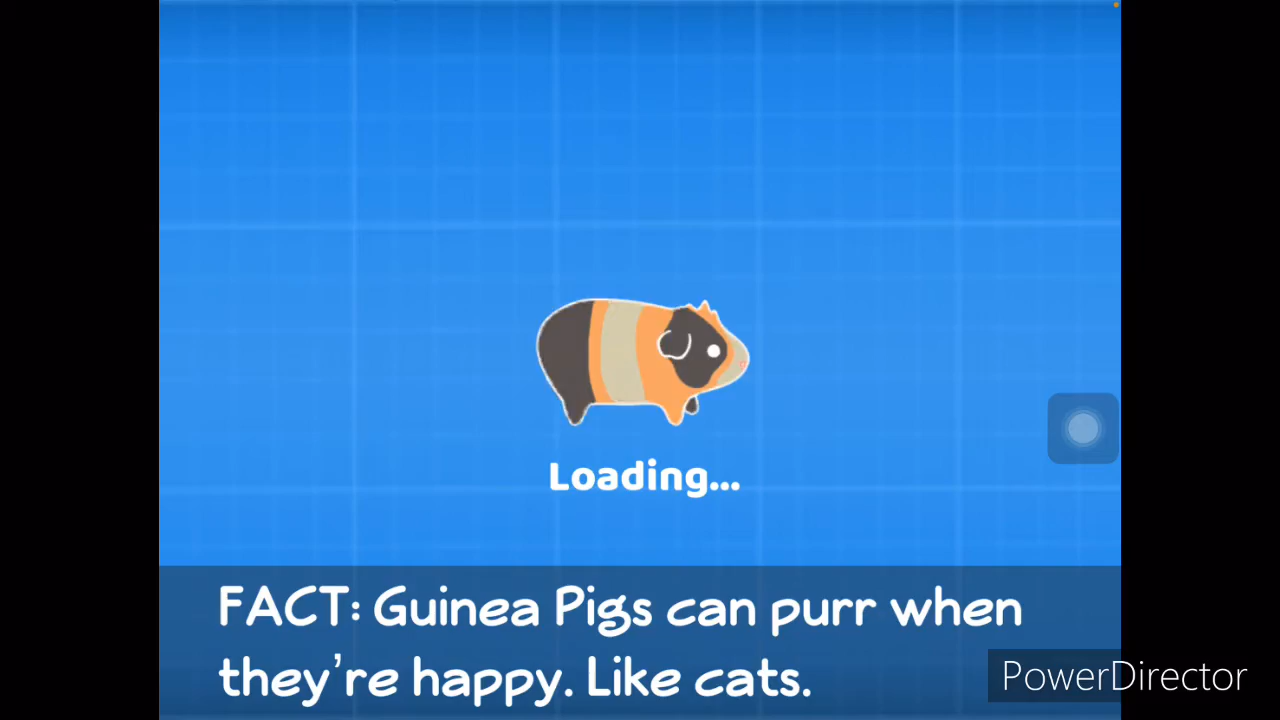 Loading...
FACT: Guinea Pigs can purr when
they're happy. Like cats.
PowerDirector